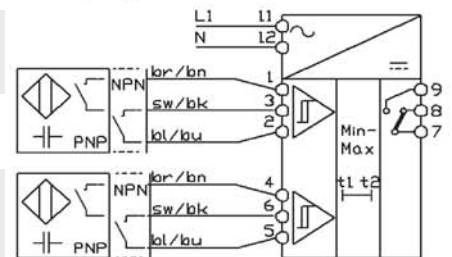 L1 11
N 12
br/bn 1
NPN
sw/bk 3
2
bl/bu
PNP
9
8
7
Min-
Max
t1 t2
br/bn 4
NPN
sw/bk 6
5
bl/bu
PNP